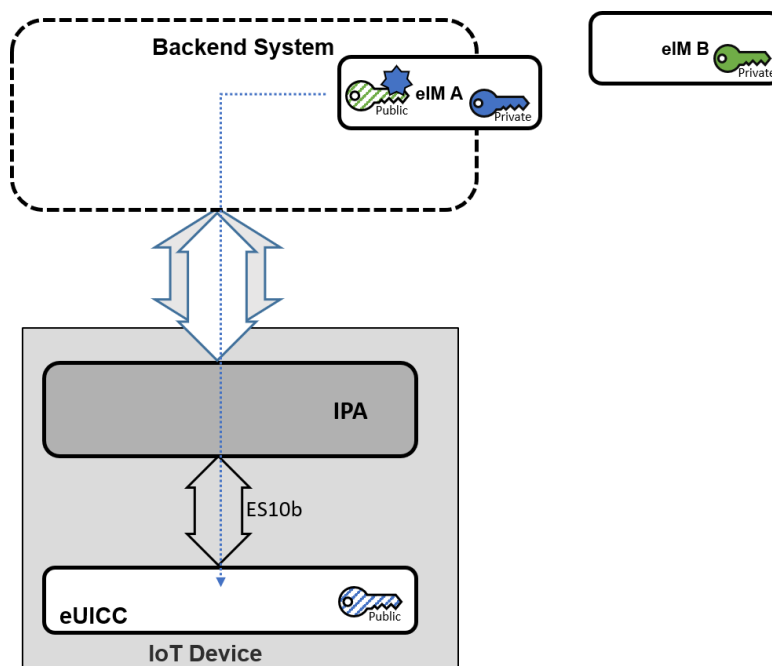 Backend System
eIM A
Public
Private
eIM B
Private
IPA
ES10b
eUICC
Public
IoT Device